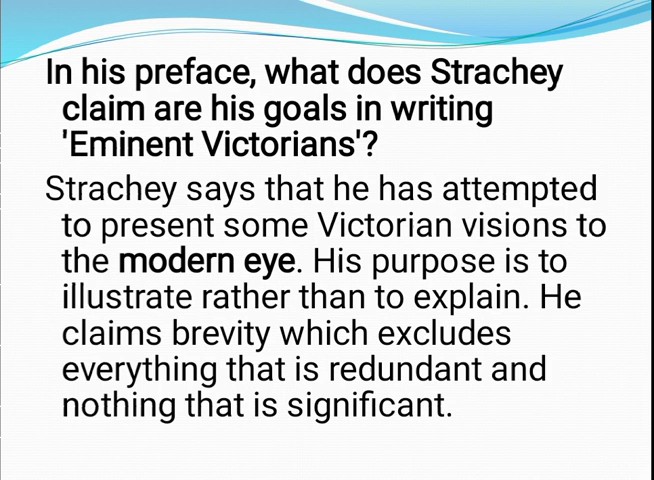 In his preface, what does Strachey
claim are his goals in writing
'Eminent Victorians'?
Strachey says that he has attempted
to present some Victorian visions to
the modern eye. His purpose is to
illustrate rather than to explain. He
claims brevity which excludes
everything that is redundant and
nothing that is significant.